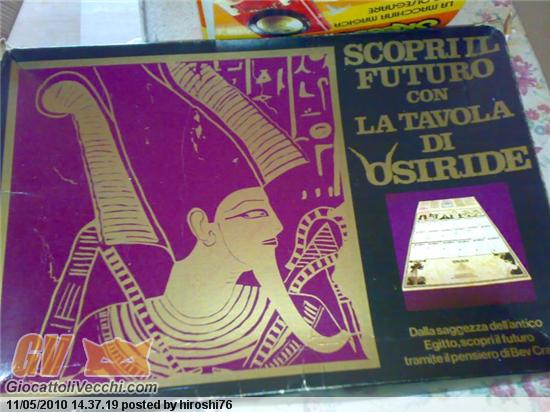 LA MACCHINA MAGICA
SCOPRI IL
FUTURO
CON
LA TAVOLA
DI
OSIRIDE
Dalla saggezza dell'antico
Egitto, scopri il futuro
tramite il pensiero di Bev
GV
GiocattoliVecchi.com
11/05/2010 14.37.19 posted by hiroshi76